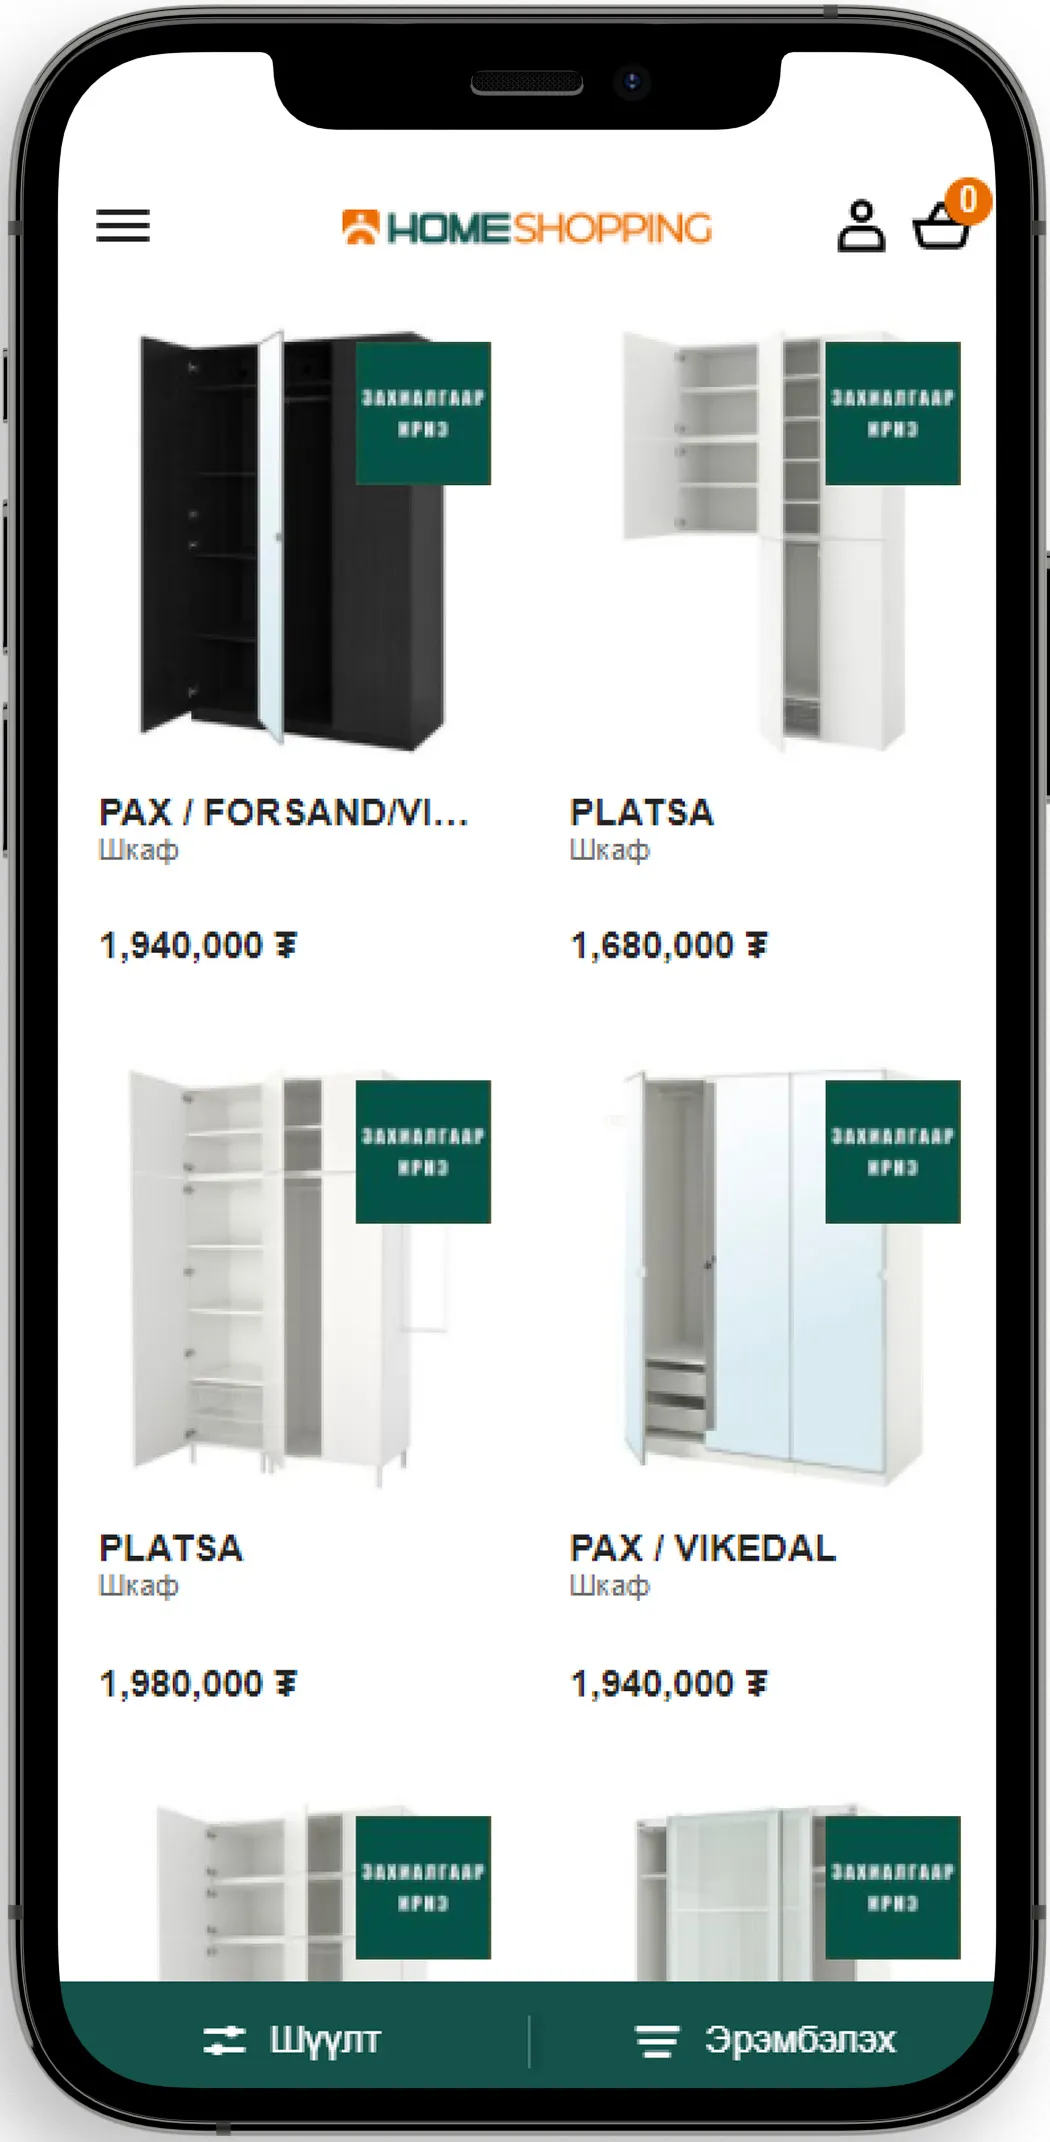 HOMESHOPPING
0
ЗАХИАЛГААР
ИРНЭ
ЗАХИАЛГААР
ИРНЭ
PAX / FORSAND/VI...
PLATSA
Шкаф
Шкаф
1,940,000 ₮
1,680,000 ₮
ЗАХИАЛГААР
ИРНЭ
ЗАХИАЛГААР
ИРНЭ
PLATSA
PAX / VIKEDAL
Шкаф
Шкаф
1,980,000 ₮
1,940,000 ₮
ЗАХИАЛГААР
ИРНЭ
ЗАХИАЛГААР
ИРНЭ
Шүүлт
Эрэмбэлэх